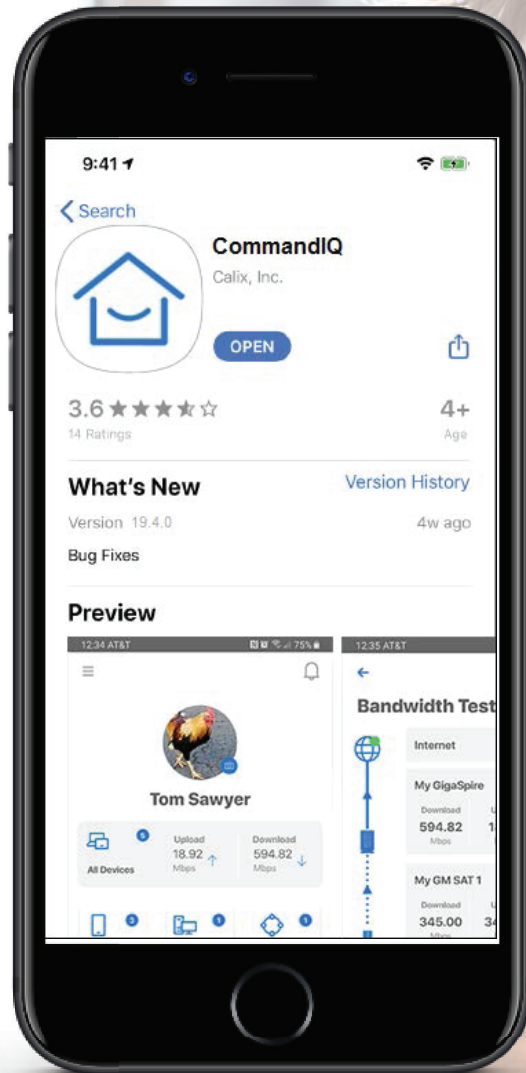 9:41
Search
CommandIQ
Calix, Inc.
OPEN
3.6
4+
14 Ratings
Age
What's New
Version History
Version 19.4.0
4w ago
Bug Fixes
Preview
12:34 AT&T
75%
12:35 AT&T
Bandwidth Test
Tom Sawyer
Internet
5
All Devices
Upload
18.92
Mbps
Download
594.82
Mbps
My GigaSpire
Download
594.82
Mbps
My GM SAT 1
Download
345.00
3
1
1